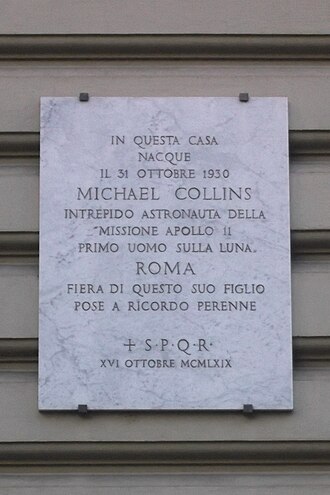 IN QUESTA CASA
NACQUE
IL 31 OTTOBRE 1930
MICHAEL COLLINS
INTREPIDO ASTRONAUTA DELLA
"MISSIONE APOLLO 11
PRIMO UOMO SULLA LUNA„
ROMA
FIERA DI QUESTO SUO FIGLIO
POSE A RICORDO PERENNE
+ S·P·Q·R·
XVI OTTOBRE MCMLXIX